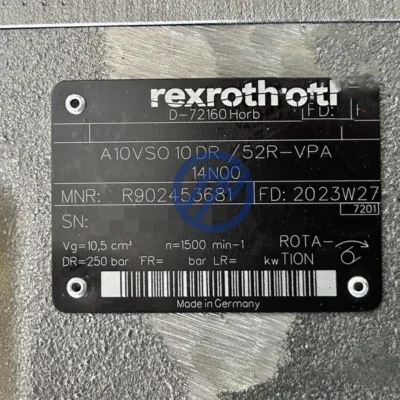 rexroth
D-72160 Horb FD:
A10VSO 10 DR /52R-VPA
14N00
MNR: R902453681 FD: 2023W27
SN: 7201
Vg=10,5 cm³ n=1500 min-1 ROTA-
DR=250 bar FR= bar LR= kw TION
Made in Germany